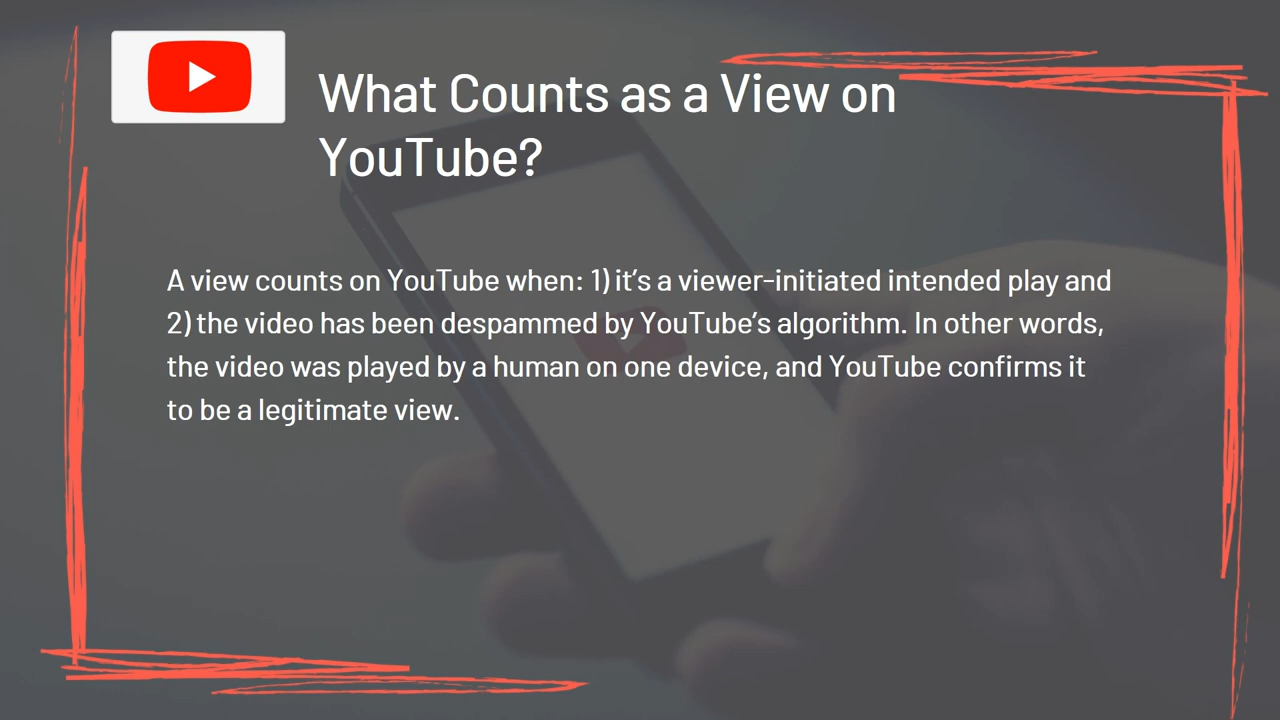 What Counts as a View on
YouTube?
A view counts on YouTube when: 1) it’s a viewer-initiated intended play and
2) the video has been despammed by YouTube’s algorithm. In other words,
the video was played by a human on one device, and YouTube confirms it
to be a legitimate view.